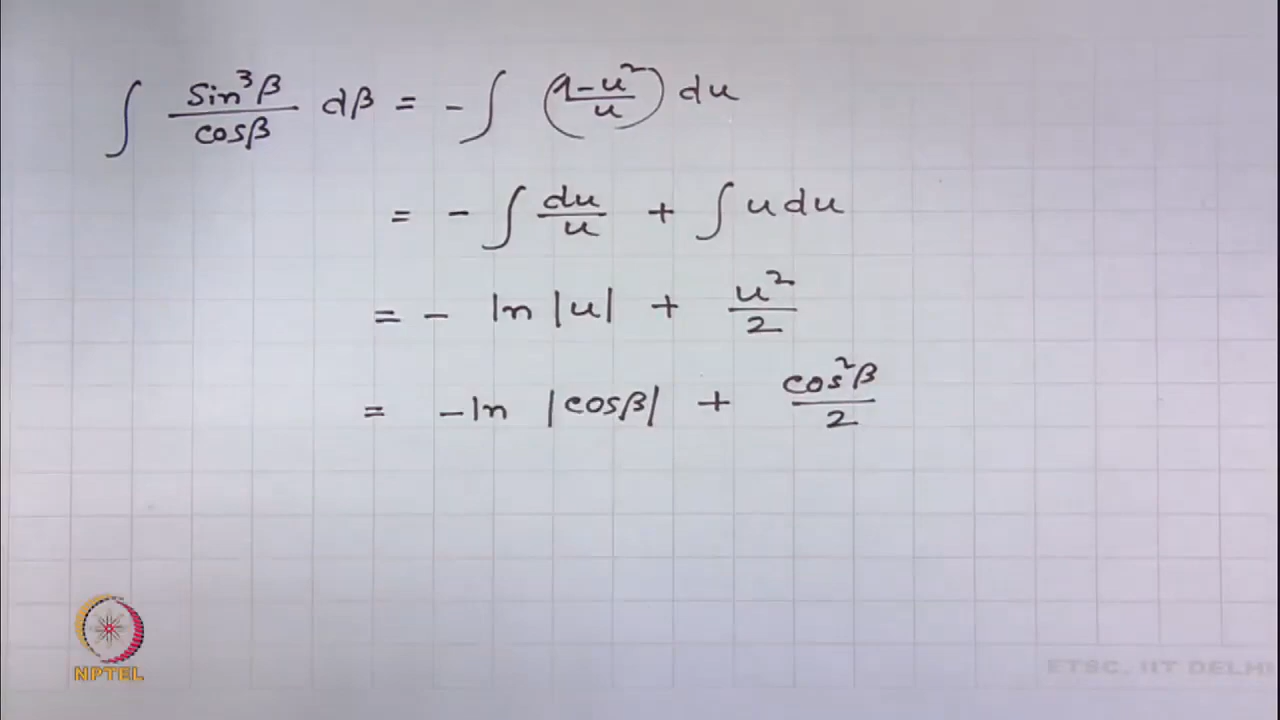 ∫ sin³β/cosβ dβ = - ∫ ((1-u²)/u) du
= - ∫ du/u + ∫ u du
= - ln |u| + u²/2
= -ln |cosβ| + cos²β/2
NPTEL
ETSC, IIT DELHI